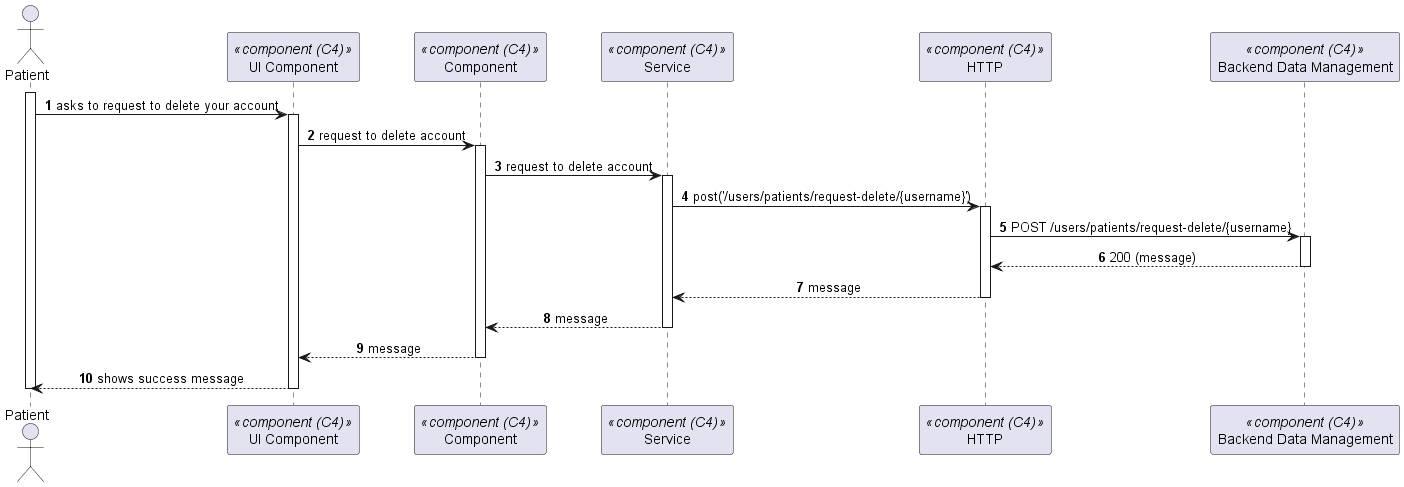 Patient
«component (C4)»
UI Component
«component (C4)»
Component
«component (C4)»
Service
«component (C4)»
HTTP
«component (C4)»
Backend Data Management
1 asks to request to delete your account
2 request to delete account
3 request to delete account
4 post('/users/patients/request-delete/{username}')
5 POST /users/patients/request-delete/{username}
6 200 (message)
7 message
8 message
9 message
10 shows success message
Patient
«component (C4)»
UI Component
«component (C4)»
Component
«component (C4)»
Service
«component (C4)»
HTTP
«component (C4)»
Backend Data Management